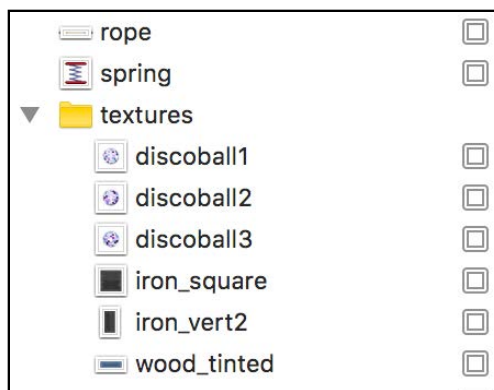 rope
spring
textures
discoball1
discoball2
discoball3
iron_square
iron_vert2
wood_tinted